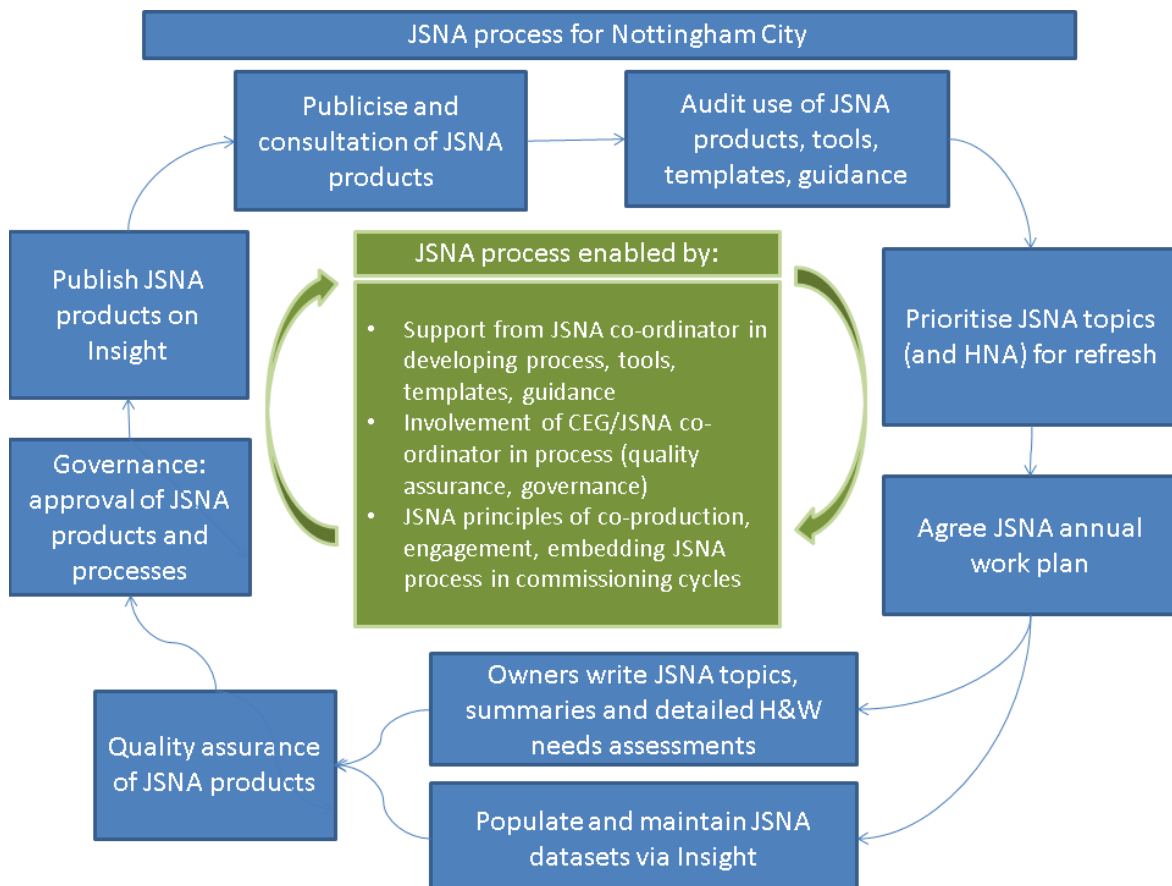 JSNA process for Nottingham City
Publicise and
consultation of JSNA
products
Audit use of JSNA
products, tools,
templates, guidance
Prioritise JSNA topics
(and HNA) for refresh
Agree JSNA annual
work plan
Owners write JSNA topics,
summaries and detailed H&W
needs assessments
Populate and maintain JSNA
datasets via Insight
Quality assurance
of JSNA products
Governance:
approval of JSNA
products and
processes
Publish JSNA
products on
Insight
JSNA process enabled by:
• Support from JSNA co-ordinator in
developing process, tools,
templates, guidance
• Involvement of CEG/JSNA co-
ordinator in process (quality
assurance, governance)
• JSNA principles of co-production,
engagement, embedding JSNA
process in commissioning cycles